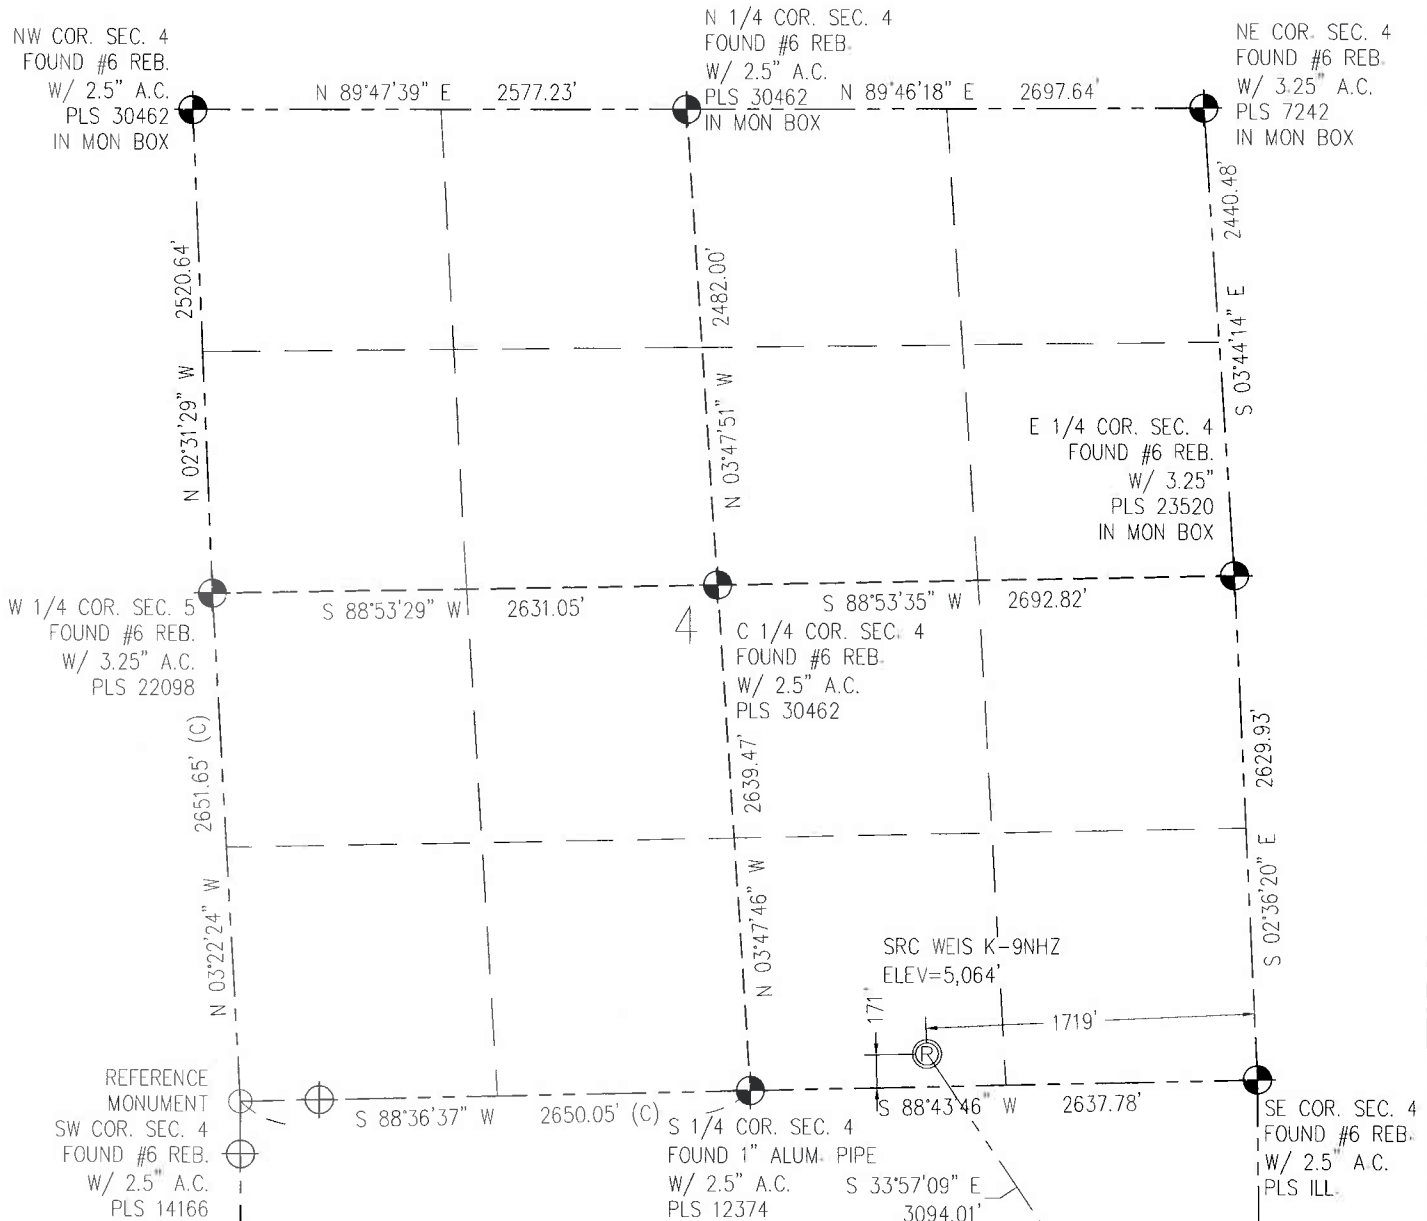 NW COR. SEC. 4
FOUND #6 REB.
W/ 2.5" A.C.
PLS 30462
IN MON BOX
N 89°47'39" E 2577.23'
N 1/4 COR. SEC. 4
FOUND #6 REB.
W/ 2.5" A.C.
PLS 30462
IN MON BOX
N 89°46'18" E 2697.64'
NE COR. SEC. 4
FOUND #6 REB.
W/ 3.25" A.C.
PLS 7242
IN MON BOX
N 02°31'29" W 2520.64'
N 03°47'51" W 2482.00'
S 03°44'14" E 2440.48'
E 1/4 COR. SEC. 4
FOUND #6 REB.
W/ 3.25"
PLS 23520
IN MON BOX
W 1/4 COR. SEC. 5
FOUND #6 REB.
W/ 3.25" A.C.
PLS 22098
S 88°53'29" W 2631.05'
4
C 1/4 COR. SEC. 4
FOUND #6 REB.
W/ 2.5" A.C.
PLS 30462
S 88°53'35" W 2692.82'
N 03°22'24" W 2651.65' (C)
N 03°47'46" W 2639.47'
S 02°36'20" E 2629.93'
SRC WEIS K-9NHZ
ELEV=5,064'
171'
1719'
R
REFERENCE
MONUMENT
SW COR. SEC. 4
FOUND #6 REB.
W/ 2.5" A.C.
PLS 14166
S 88°36'37" W 2650.05' (C)
S 1/4 COR. SEC. 4
FOUND 1" ALUM. PIPE
W/ 2.5" A.C.
PLS 12374
S 88°43'46" W 2637.78'
S 33°57'09" E
3094.01'
SE COR. SEC. 4
FOUND #6 REB.
W/ 2.5" A.C.
PLS ILL.